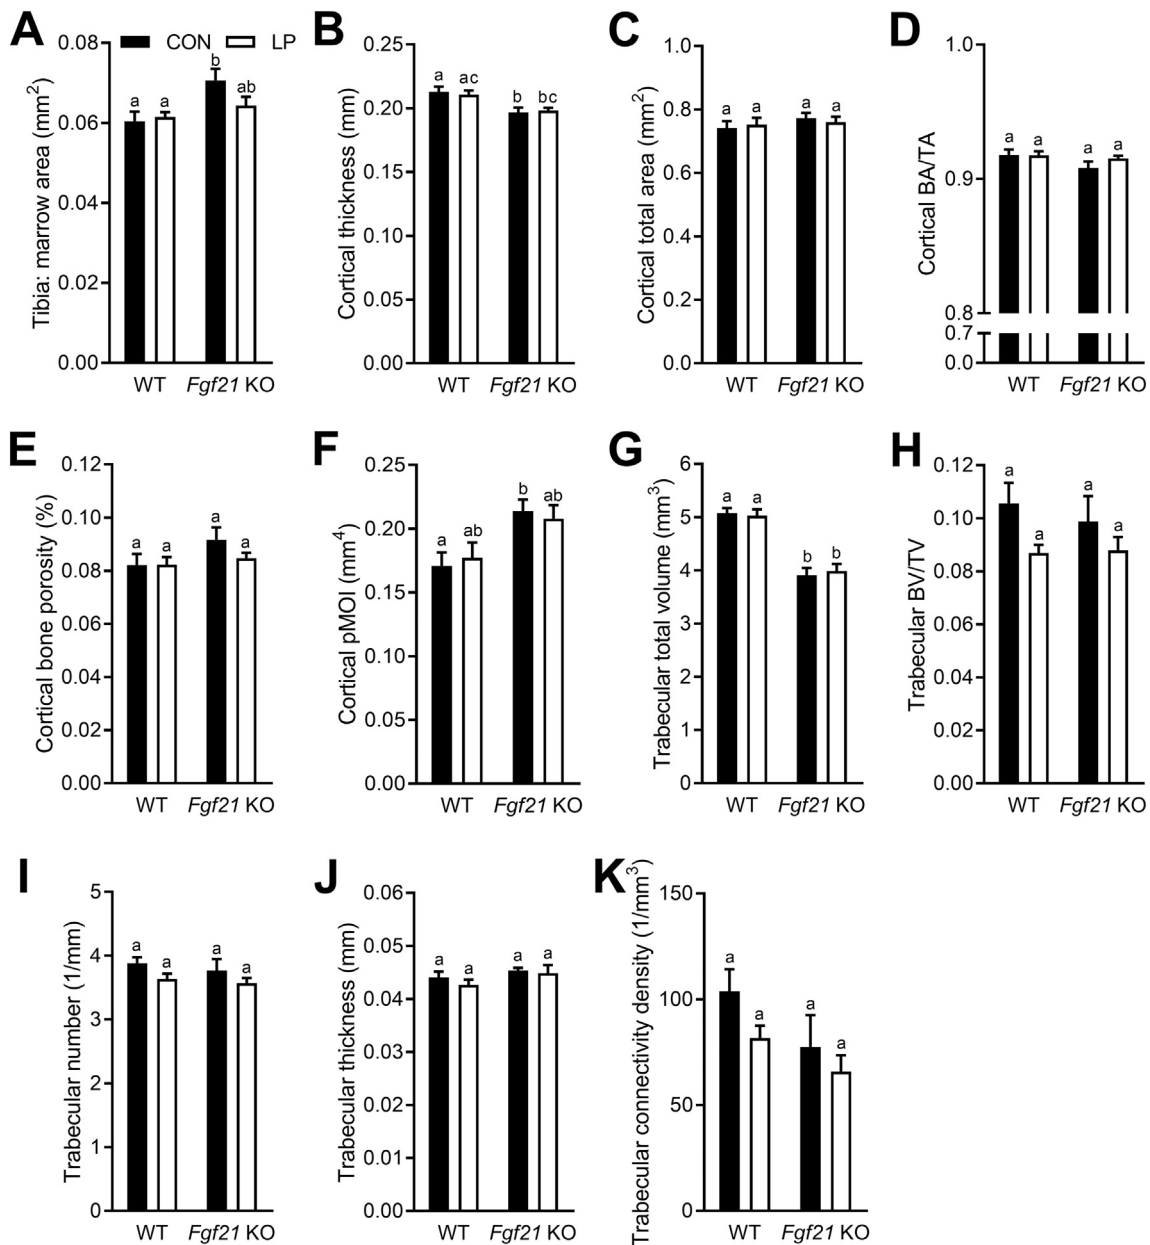 A
Tibia: marrow area (mm2)
0.08
0.06
0.04
0.02
0.00
CON LP
a a b ab
WT Fgf21 KO
B
Cortical thickness (mm)
0.25
0.20
0.15
0.10
0.05
0.00
a ac b bc
WT Fgf21 KO
C
Cortical total area (mm2)
1.0
0.8
0.6
0.4
0.2
0.0
a a a a
WT Fgf21 KO
D
Cortical BA/TA
1.0
0.9
0.8
0.7
0.0
a a a a
WT Fgf21 KO
E
Cortical bone porosity (%)
0.12
0.10
0.08
0.06
0.04
0.02
0.00
a a a a
WT Fgf21 KO
F
Cortical pMOI (mm4)
0.25
0.20
0.15
0.10
0.05
0.00
a ab b ab
WT Fgf21 KO
G
Trabecular total volume (mm3)
6
5
4
3
2
1
0
a a b b
WT Fgf21 KO
H
Trabecular BV/TV
0.12
0.10
0.08
0.06
0.04
0.02
0.00
a a a a
WT Fgf21 KO
I
Trabecular number (1/mm)
5
4
3
2
1
0
a a a a
WT Fgf21 KO
J
Trabecular thickness (mm)
0.06
0.05
0.04
0.03
0.02
0.01
0.00
a a a a
WT Fgf21 KO
K
Trabecular connectivity density (1/mm3)
150
100
50
0
a a a a
WT Fgf21 KO